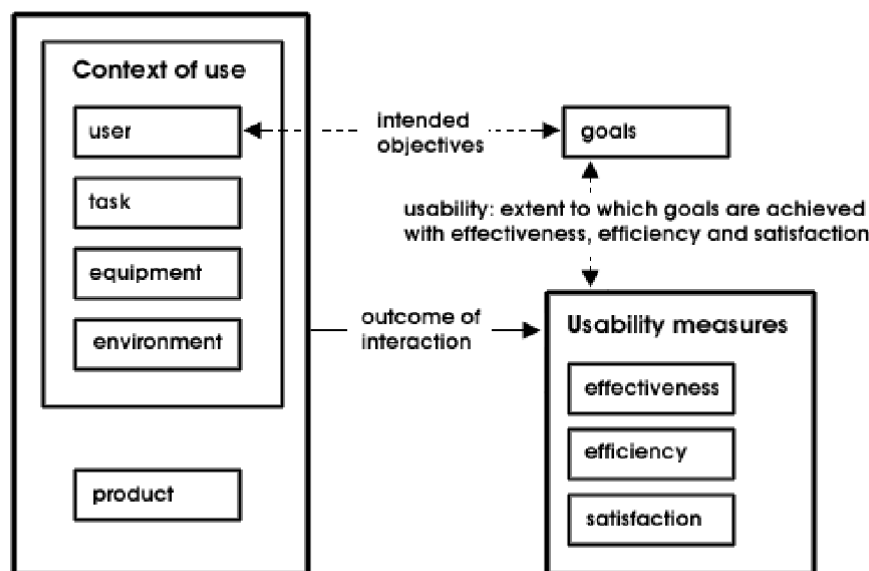 Context of use
user
task
equipment
environment
product
intended
objectives
goals
usability: extent to which goals are achieved
with effectiveness, efficiency and satisfaction
outcome of
interaction
Usability measures
effectiveness
efficiency
satisfaction